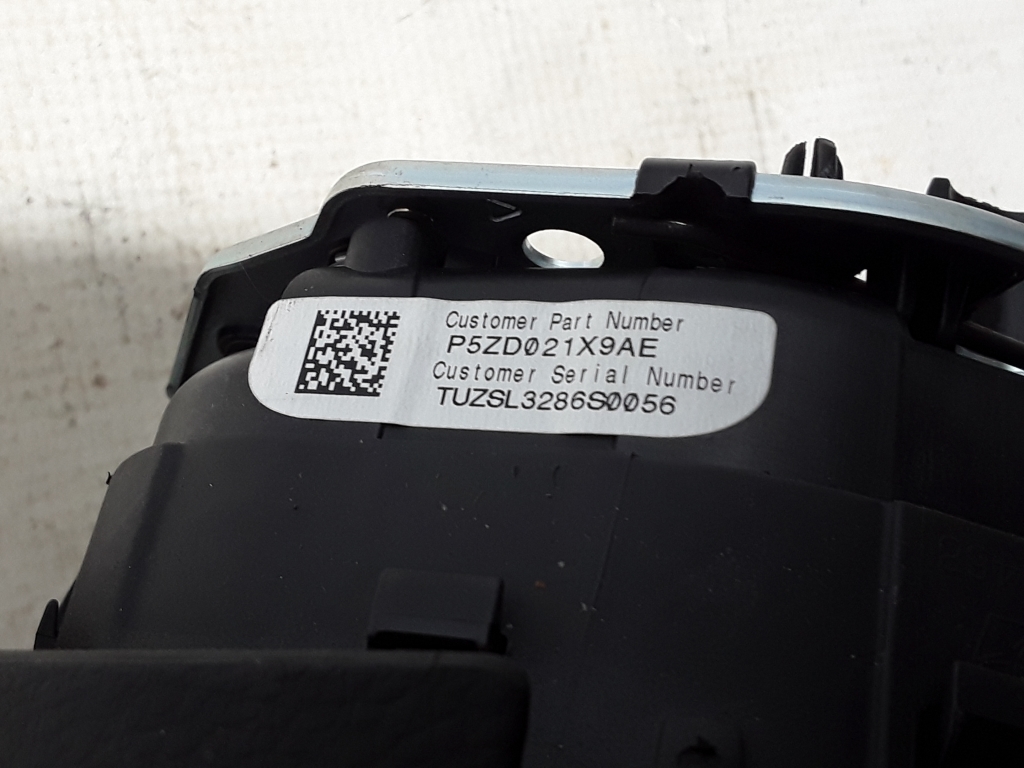 Customer Part Number
P5ZD021X9AE
Customer Serial Number
TUZSL3286S0056